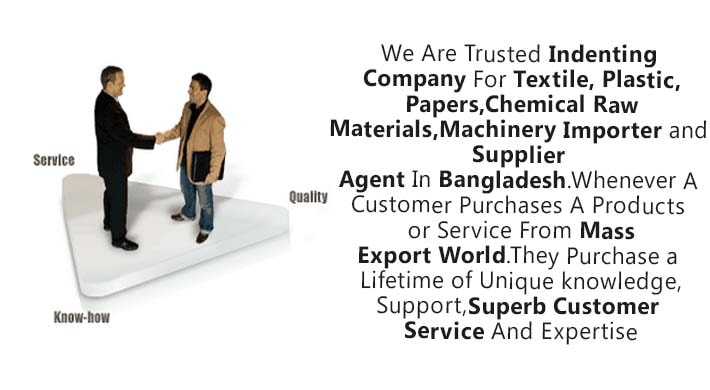 We Are Trusted Indenting
Company For Textile, Plastic,
Papers,Chemical Raw
Materials,Machinery Importer and
Supplier
Agent In Bangladesh.Whenever A
Customer Purchases A Products
or Service From Mass
Export World.They Purchase a
Lifetime of Unique knowledge,
Support,Superb Customer
Service And Expertise
Service
Quality
Know-how